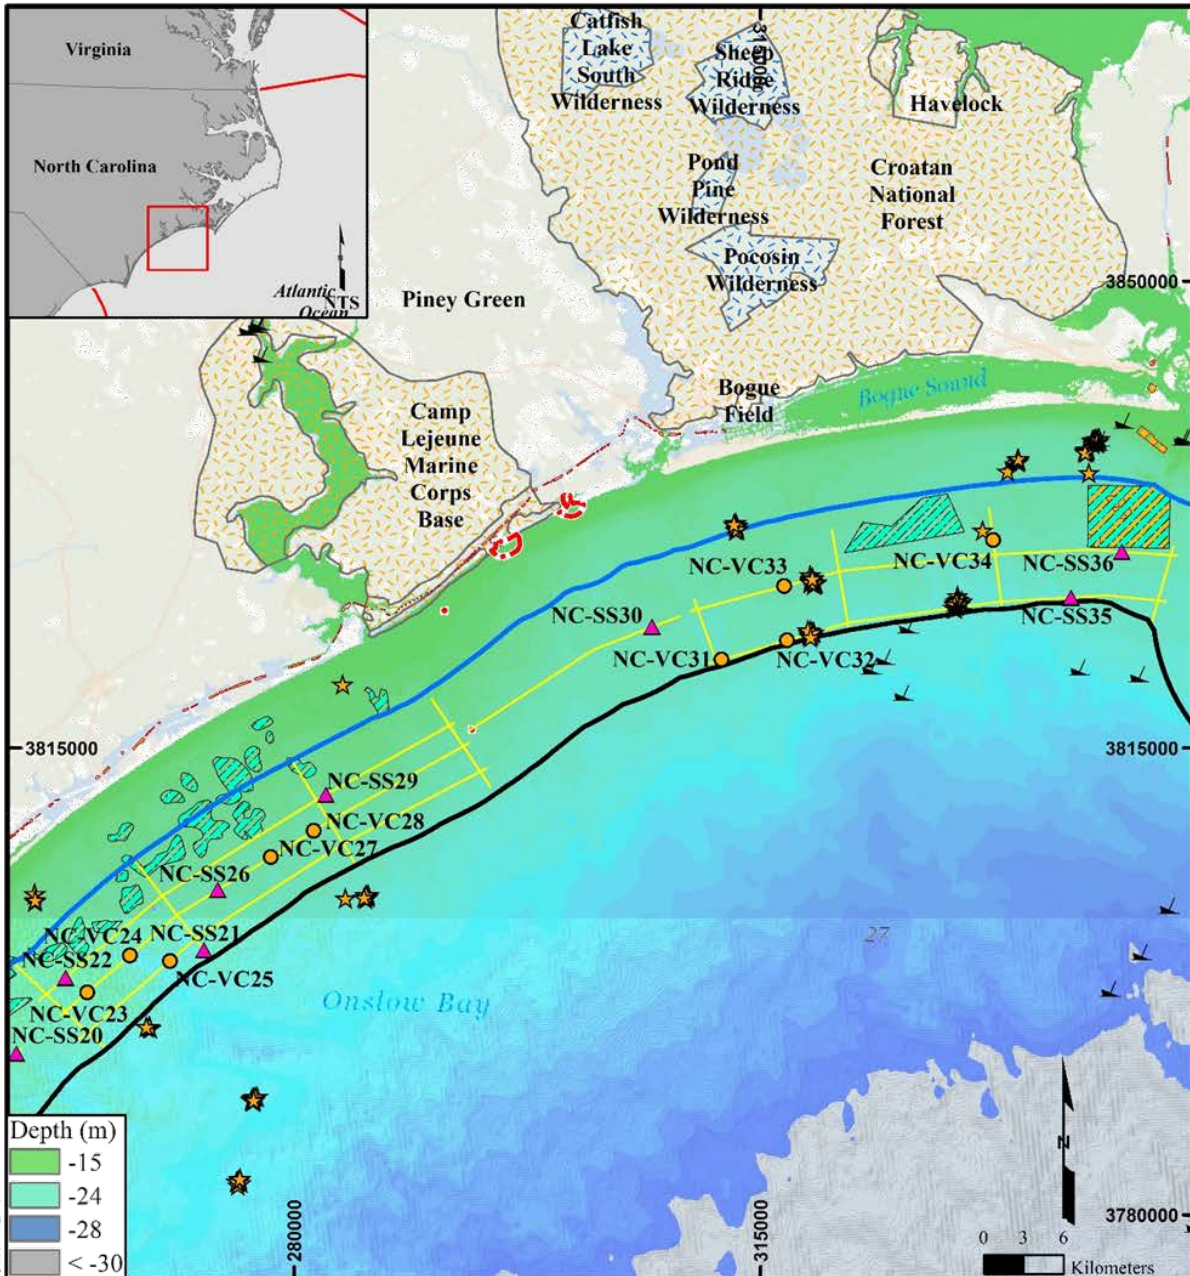 Virginia
North Carolina
Atlantic
Ocean
NTS
Catfish
Lake
South
Wilderness
Sheep
Ridge
Wilderness
315000
Havelock
Pond
Pine
Wilderness
Croatan
National
Forest
Pocosin
Wilderness
Piney Green
3850000
Bogue
Field
Bogue Sound
Camp
Lejeune
Marine
Corps
Base
NC-VC33
NC-VC34
NC-SS36
NC-SS30
NC-SS35
NC-VC31
NC-VC32
3815000
3815000
NC-SS29
NC-VC28
NC-VC27
NC-SS26
NC-VC24
NC-SS21
NC-SS22
NC-VC25
NC-VC23
NC-SS20
27
Onslow Bay
Depth (m)
-15
-24
-28
< -30
280000
315000
3780000
N
0 3 6
Kilometers